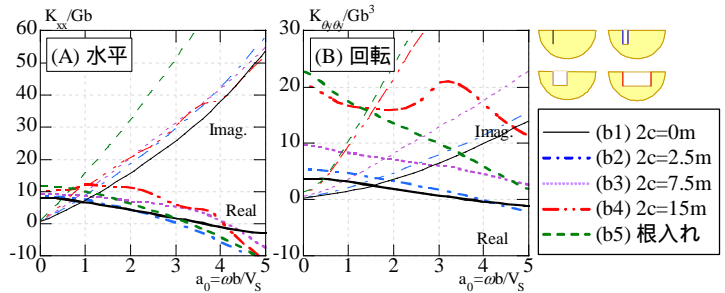 K_xx/Gb
(A) 水平
60
50
40
30
20
10
0
-10
Imag.
Real
0 1 2 3 4 5
a_0=ωb/V_S
K_θyθy/Gb^3
(B) 回転
30
20
10
0
-10
Imag.
Real
0 1 2 3 4 5
a_0=ωb/V_S
(b1) 2c=0m
(b2) 2c=2.5m
(b3) 2c=7.5m
(b4) 2c=15m
(b5) 根入れ